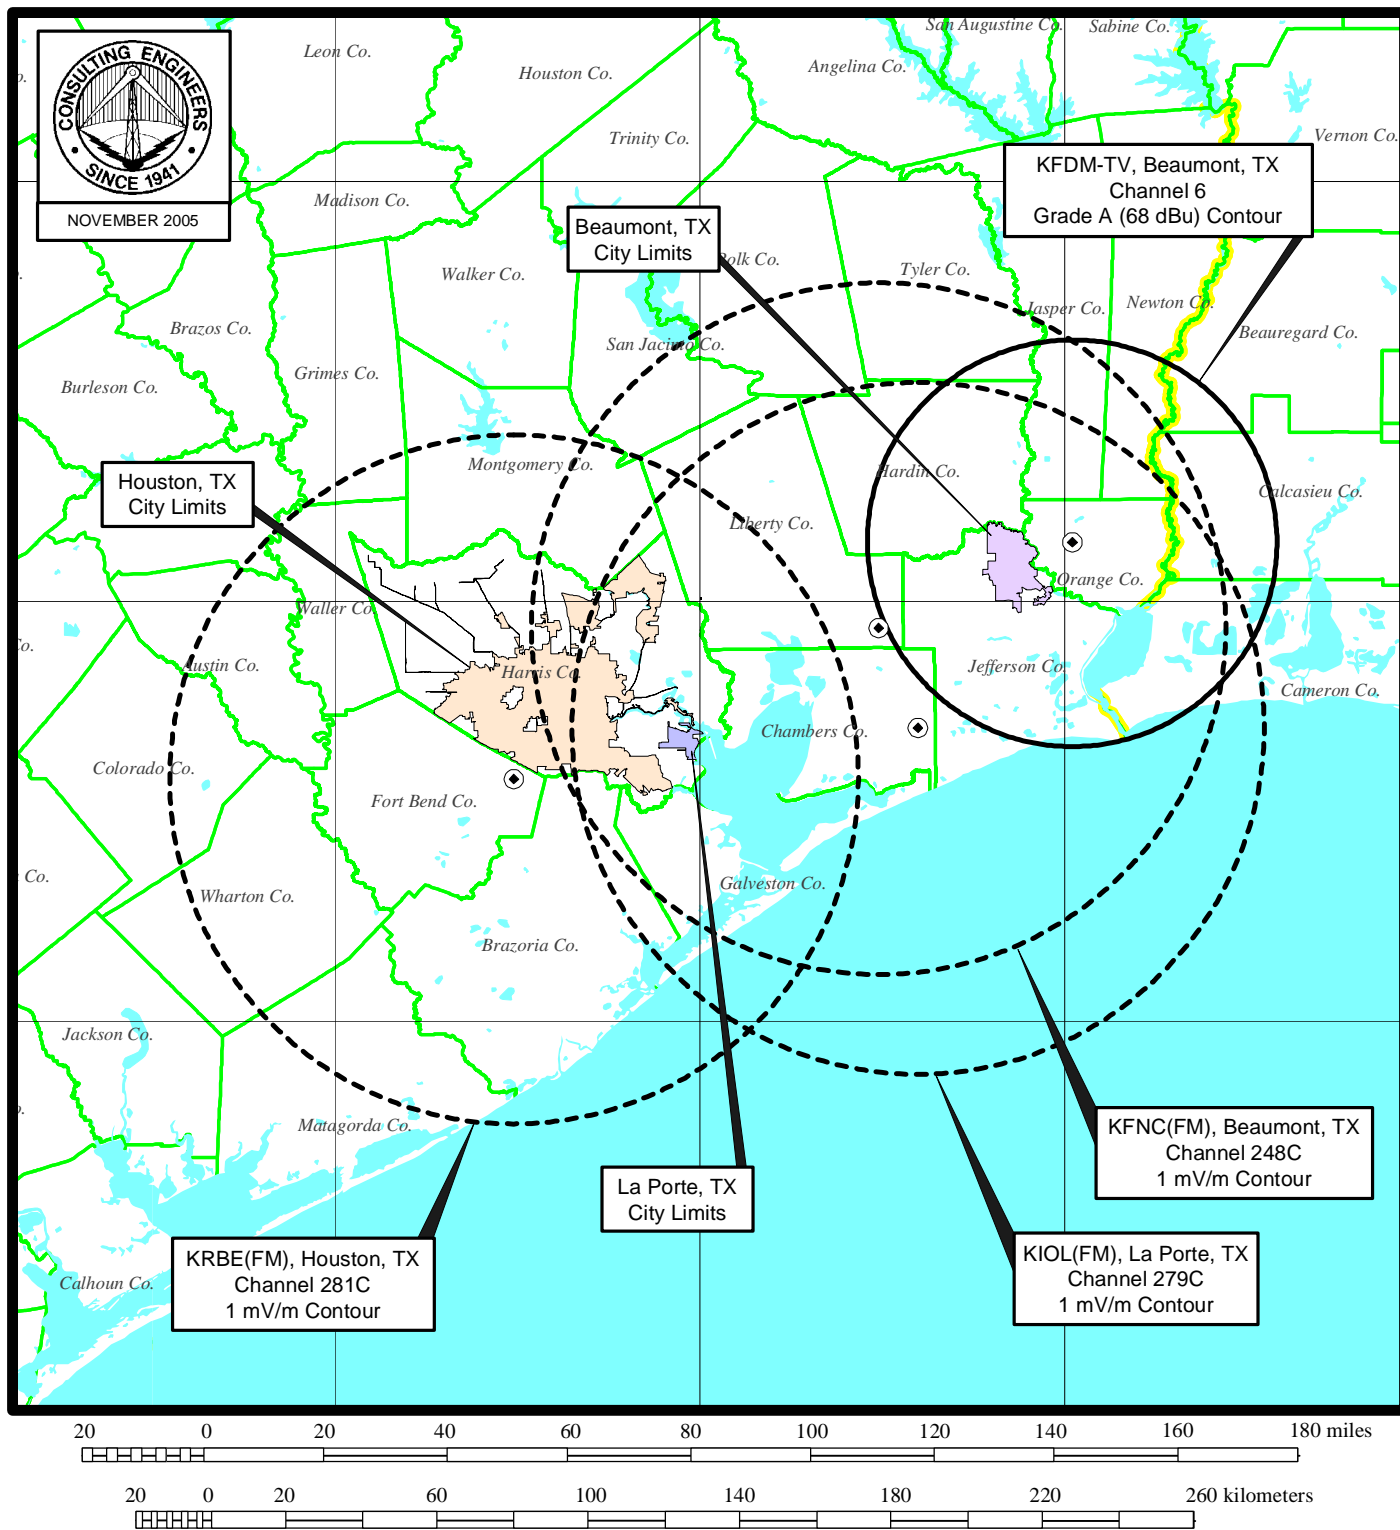 CONSULTING ENGINEERS
SINCE 1941
NOVEMBER 2005
Leon Co.
Houston Co.
Trinity Co.
Angelina Co.
San Augustine Co.
Sabine Co.
Vernon Co.
Madison Co.
Walker Co.
Polk Co.
Tyler Co.
Jasper Co.
Newton Co.
Beauregard Co.
Brazos Co.
Grimes Co.
San Jacinto Co.
Burleson Co.
Montgomery Co.
Hardin Co.
Calcasieu Co.
Liberty Co.
Orange Co.
Waller Co.
Austin Co.
Harris Co.
Jefferson Co.
Cameron Co.
Chambers Co.
Colorado Co.
Fort Bend Co.
Galveston Co.
Wharton Co.
Brazoria Co.
Jackson Co.
Matagorda Co.
Calhoun Co.
Co.
KFDM-TV, Beaumont, TX
Channel 6
Grade A (68 dBu) Contour
Beaumont, TX
City Limits
Houston, TX
City Limits
La Porte, TX
City Limits
KFNC(FM), Beaumont, TX
Channel 248C
1 mV/m Contour
KIOL(FM), La Porte, TX
Channel 279C
1 mV/m Contour
KRBE(FM), Houston, TX
Channel 281C
1 mV/m Contour
20 0 20 40 60 80 100 120 140 160 180 miles
20 0 20 60 100 140 180 220 260 kilometers